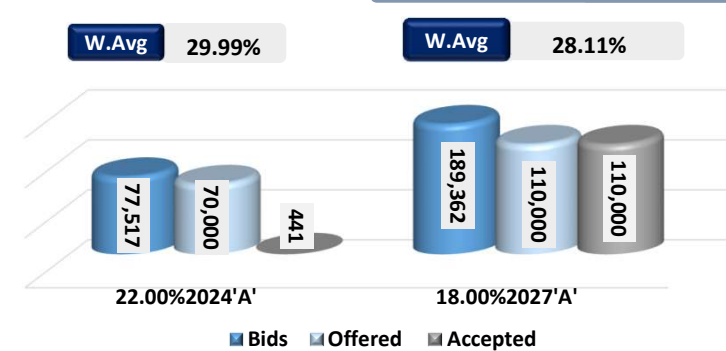 W.Avg 29.99%
W.Avg 28.11%
77,517
70,000
441
189,362
110,000
110,000
22.00%2024'A'
18.00%2027'A'
Bids Offered Accepted